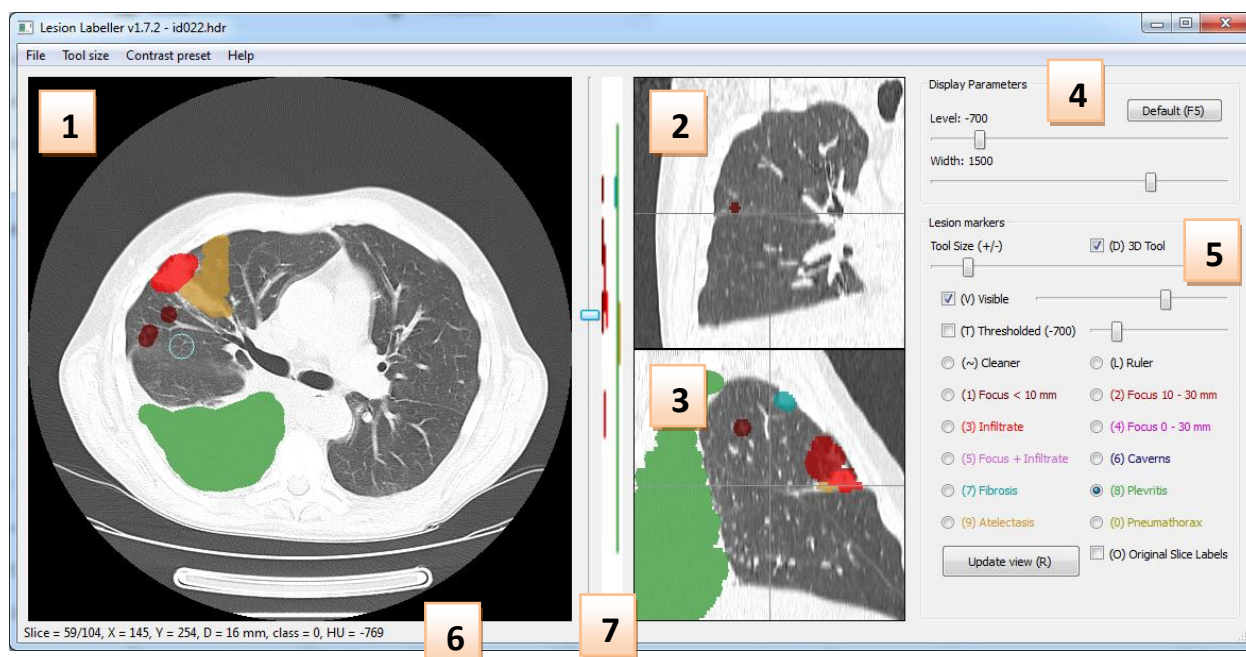 Lesion Labeller v1.7.2 - id022.hdr
File Tool size Contrast preset Help
1
2
3
4
Display Parameters
Default (F5)
Level: -700
Width: 1500
Lesion markers
Tool Size (+/-)
(D) 3D Tool
5
(V) Visible
(T) Thresholded (-700)
(~) Cleaner
(L) Ruler
(1) Focus < 10 mm
(2) Focus 10 - 30 mm
(3) Infiltrate
(4) Focus 0 - 30 mm
(5) Focus + Infiltrate
(6) Caverns
(7) Fibrosis
(8) Plevritis
(9) Atelectasis
(0) Pneumathorax
Update view (R)
(O) Original Slice Labels
Slice = 59/104, X = 145, Y = 254, D = 16 mm, class = 0, HU = -769
6
7